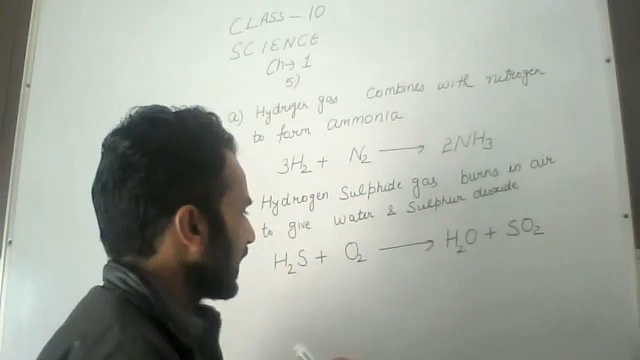 CLASS - 10
SCIENCE
Ch → 1
5)
a) Hydrogen gas combines with nitrogen
to form ammonia
3H₂ + N₂ → 2NH₃
Hydrogen Sulphide gas burns in air
to give water & Sulphur dioxide
H₂S + O₂ → H₂O + SO₂